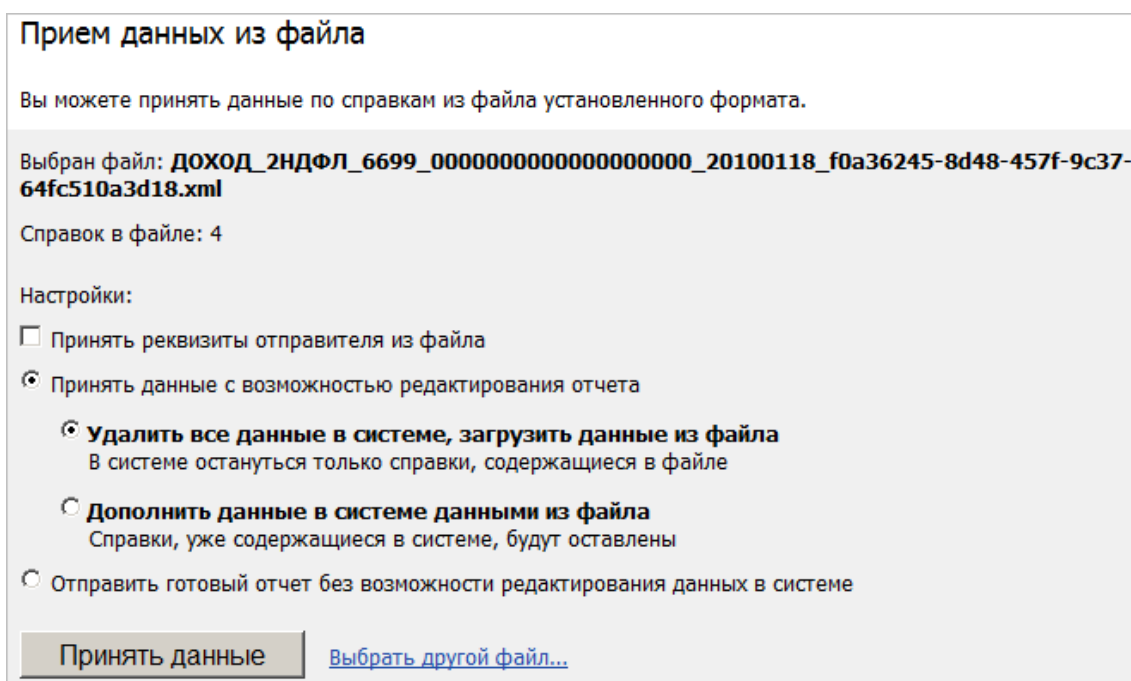 Прием данных из файла
Вы можете принять данные по справкам из файла установленного формата.
Выбран файл: ДОХОД_2НДФЛ_6699_0000000000000000000_20100118_f0a36245-8d48-457f-9c37-
64fc510a3d18.xml
Справок в файле: 4
Настройки:
Принять реквизиты отправителя из файла
Принять данные с возможностью редактирования отчета
Удалить все данные в системе, загрузить данные из файла
В системе остануться только справки, содержащиеся в файле
Дополнить данные в системе данными из файла
Справки, уже содержащиеся в системе, будут оставлены
Отправить готовый отчет без возможности редактирования данных в системе
Принять данные Выбрать другой файл...